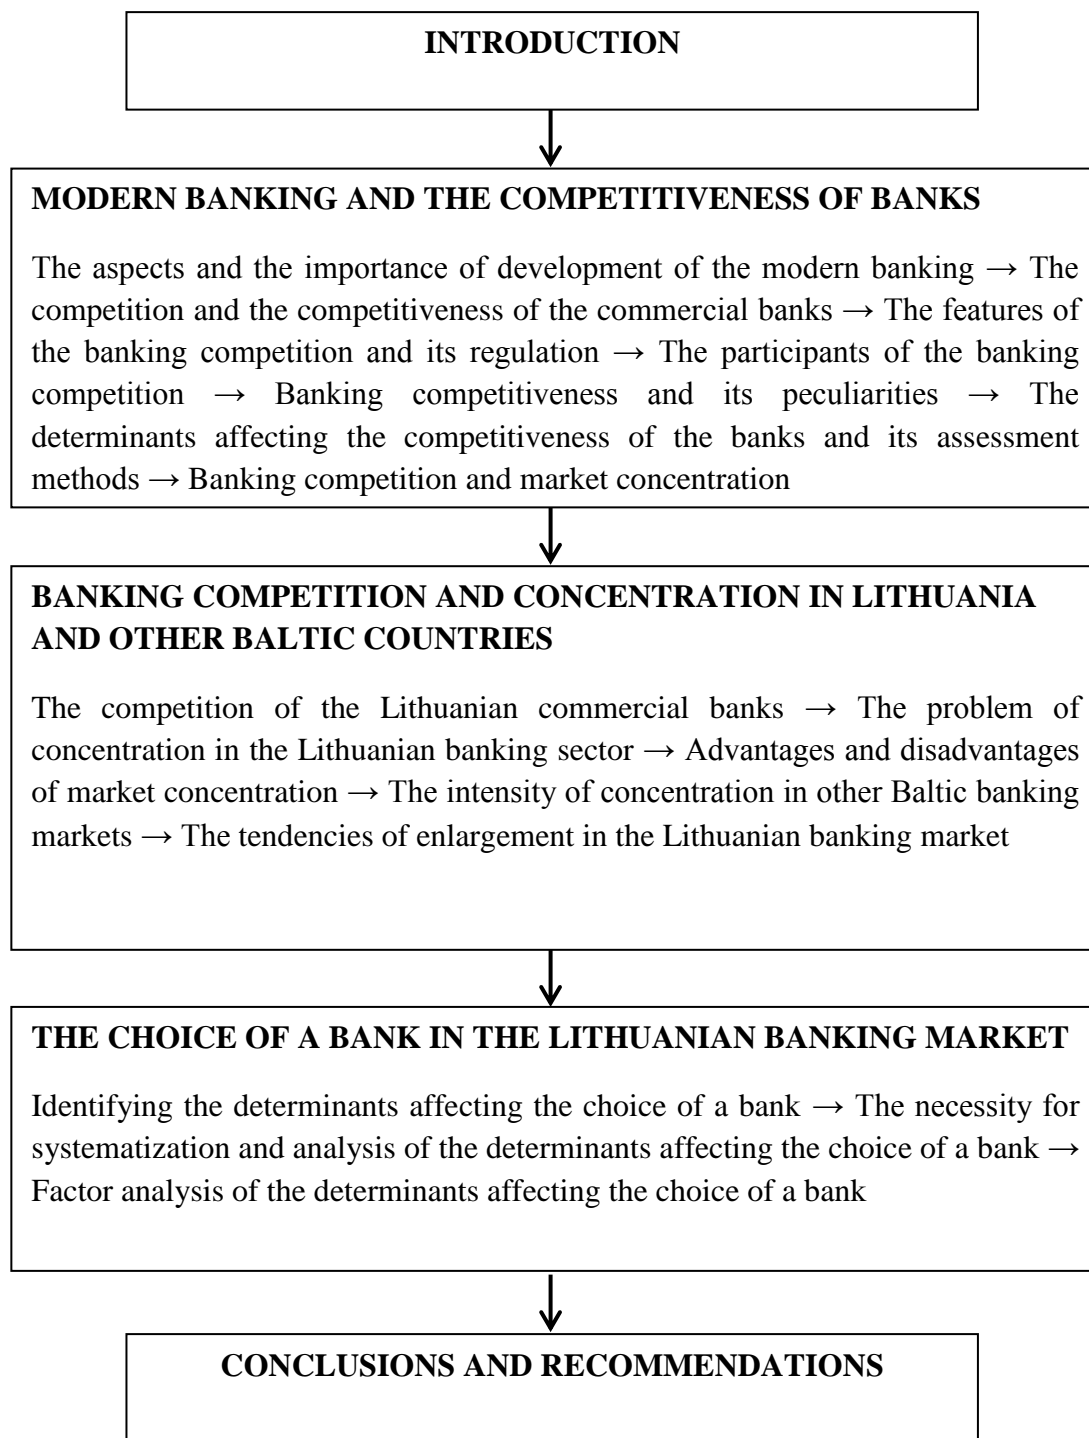 INTRODUCTION
MODERN BANKING AND THE COMPETITIVENESS OF BANKS
The aspects and the importance of development of the modern banking → The
competition and the competitiveness of the commercial banks → The features of
the banking competition and its regulation → The participants of the banking
competition → Banking competitiveness and its peculiarities → The
determinants affecting the competitiveness of the banks and its assessment
methods → Banking competition and market concentration
BANKING COMPETITION AND CONCENTRATION IN LITHUANIA
AND OTHER BALTIC COUNTRIES
The competition of the Lithuanian commercial banks → The problem of
concentration in the Lithuanian banking sector → Advantages and disadvantages
of market concentration → The intensity of concentration in other Baltic banking
markets → The tendencies of enlargement in the Lithuanian banking market
THE CHOICE OF A BANK IN THE LITHUANIAN BANKING MARKET
Identifying the determinants affecting the choice of a bank → The necessity for
systematization and analysis of the determinants affecting the choice of a bank →
Factor analysis of the determinants affecting the choice of a bank
CONCLUSIONS AND RECOMMENDATIONS